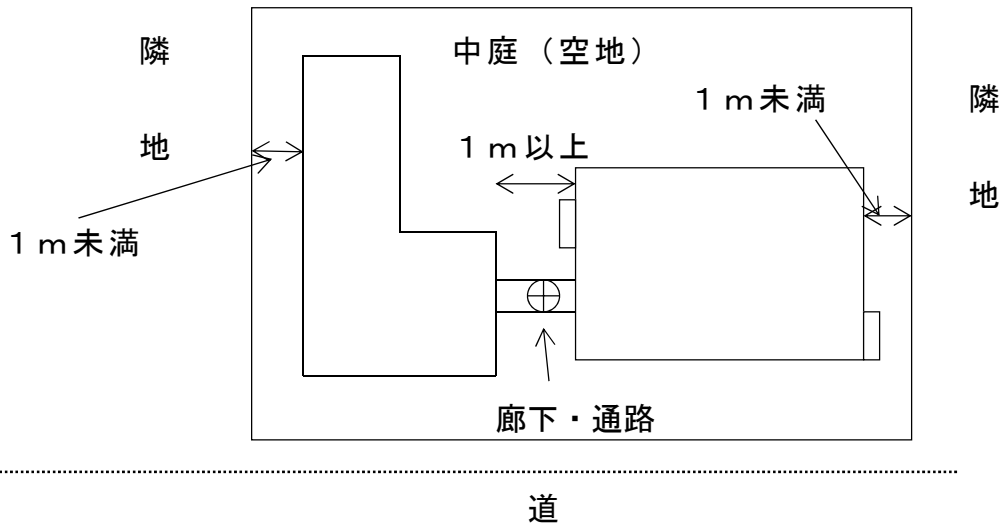 隣地
中庭（空地）
１ｍ未満
隣地
１ｍ以上
１ｍ未満
廊下・通路
道